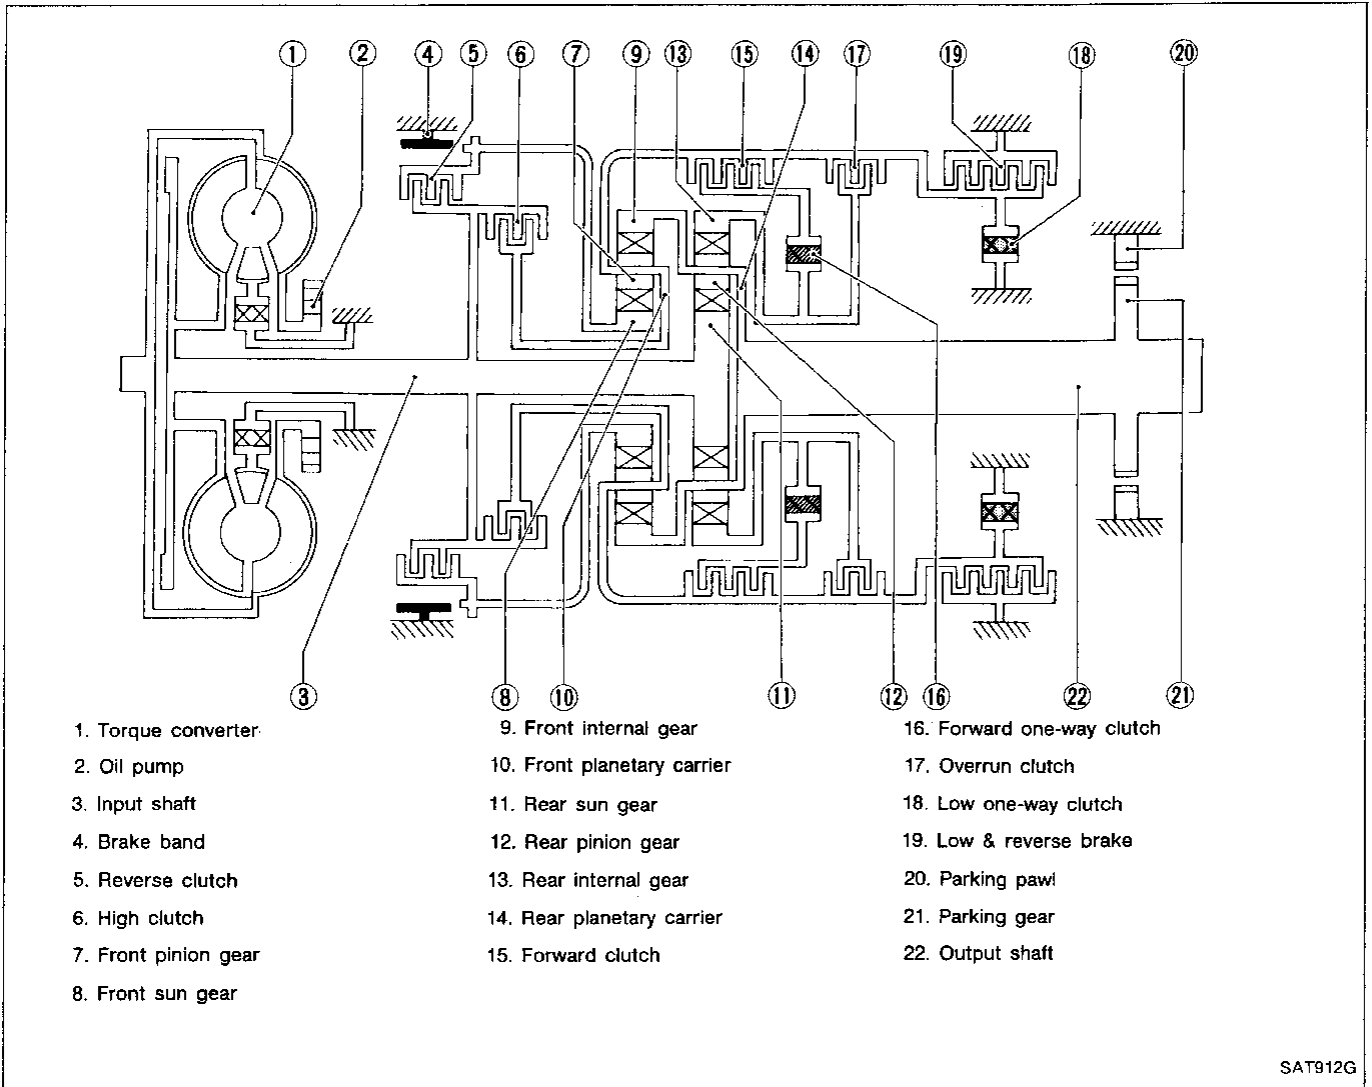 1 2 4 5 6 7 9 13 15 14 17 19 18 20
3 8 10 11 12 16 22 21
1. Torque converter
2. Oil pump
3. Input shaft
4. Brake band
5. Reverse clutch
6. High clutch
7. Front pinion gear
8. Front sun gear
9. Front internal gear
10. Front planetary carrier
11. Rear sun gear
12. Rear pinion gear
13. Rear internal gear
14. Rear planetary carrier
15. Forward clutch
16. Forward one-way clutch
17. Overrun clutch
18. Low one-way clutch
19. Low & reverse brake
20. Parking pawl
21. Parking gear
22. Output shaft
SAT912G